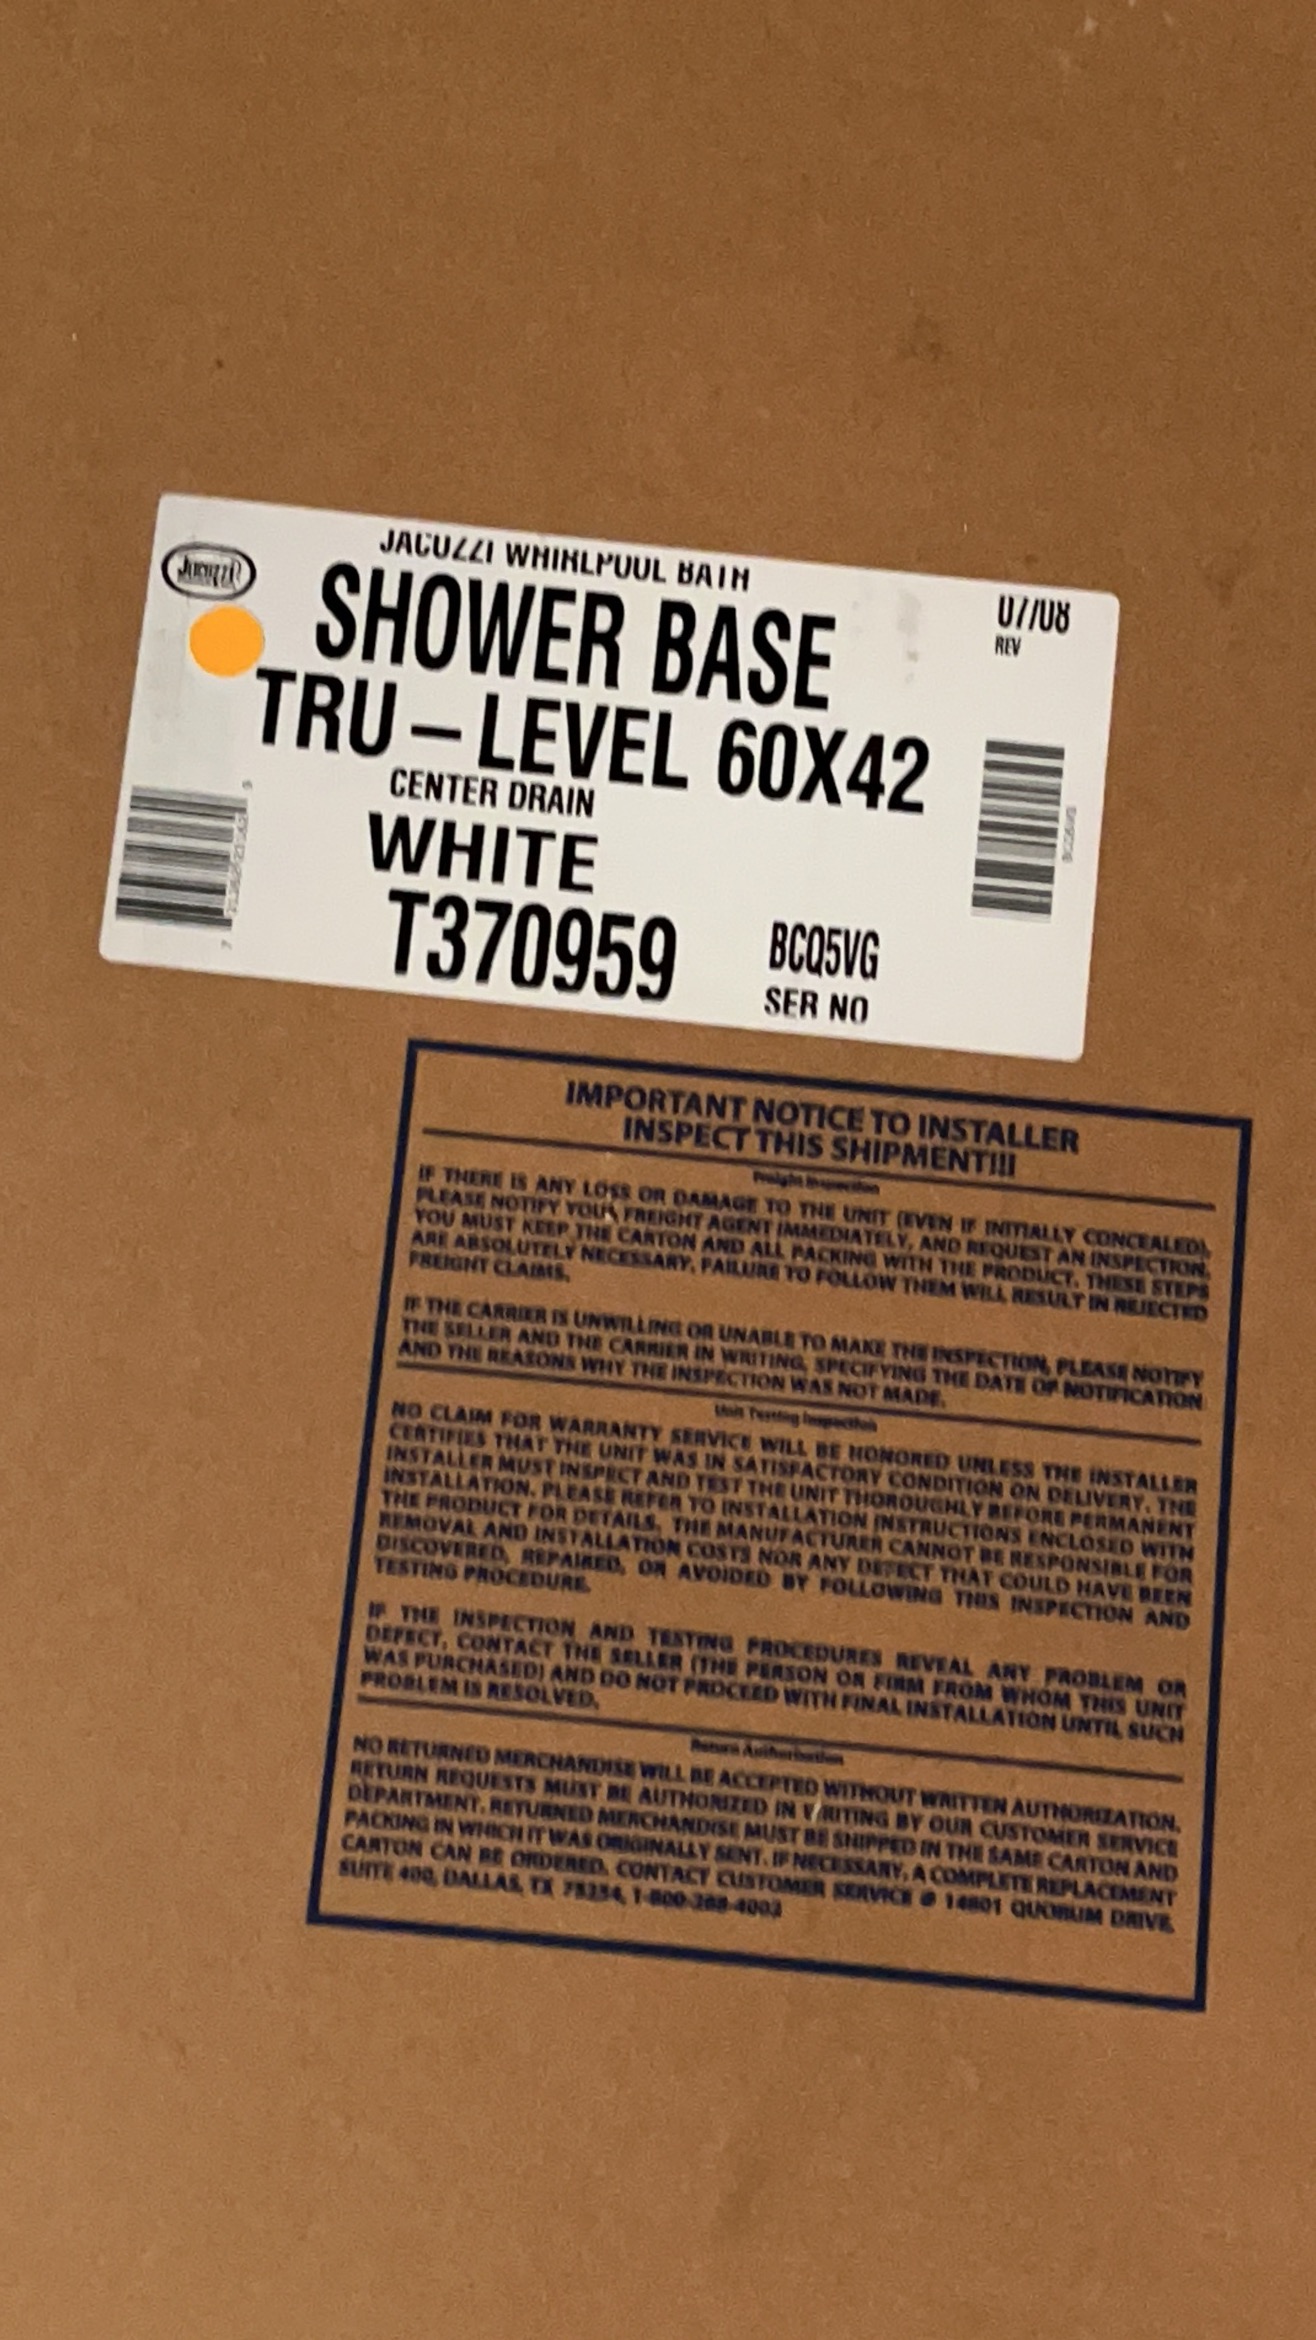 JACUZZI WHIRLPOOL BATH
Jacuzzi
07/08
REV
SHOWER BASE
TRU-LEVEL 60X42
CENTER DRAIN
WHITE
T370959
BCQ5VG
SER NO
IMPORTANT NOTICE TO INSTALLER
INSPECT THIS SHIPMENT!!!
Freight Inspection
IF THERE IS ANY LOSS OR DAMAGE TO THE UNIT (EVEN IF INITIALLY CONCEALED),
PLEASE NOTIFY YOUR FREIGHT AGENT IMMEDIATELY, AND REQUEST AN INSPECTION.
YOU MUST KEEP THE CARTON AND ALL PACKING WITH THE PRODUCT. THESE STEPS
ARE ABSOLUTELY NECESSARY. FAILURE TO FOLLOW THEM WILL RESULT IN REJECTED
FREIGHT CLAIMS.
IF THE CARRIER IS UNWILLING OR UNABLE TO MAKE THE INSPECTION, PLEASE NOTIFY
THE SELLER AND THE CARRIER IN WRITING, SPECIFYING THE DATE OF NOTIFICATION
AND THE REASONS WHY THE INSPECTION WAS NOT MADE.
Unit Testing Inspection
NO CLAIM FOR WARRANTY SERVICE WILL BE HONORED UNLESS THE INSTALLER
CERTIFIES THAT THE UNIT WAS IN SATISFACTORY CONDITION ON DELIVERY. THE
INSTALLER MUST INSPECT AND TEST THE UNIT THOROUGHLY BEFORE PERMANENT
INSTALLATION. PLEASE REFER TO INSTALLATION INSTRUCTIONS ENCLOSED WITH
THE PRODUCT FOR DETAILS. THE MANUFACTURER CANNOT BE RESPONSIBLE FOR
REMOVAL AND INSTALLATION COSTS NOR ANY DEFECT THAT COULD HAVE BEEN
DISCOVERED, REPAIRED, OR AVOIDED BY FOLLOWING THIS INSPECTION AND
TESTING PROCEDURE.
IF THE INSPECTION AND TESTING PROCEDURES REVEAL ANY PROBLEM OR
DEFECT, CONTACT THE SELLER (THE PERSON OR FIRM FROM WHOM THIS UNIT
WAS PURCHASED) AND DO NOT PROCEED WITH FINAL INSTALLATION UNTIL SUCH
PROBLEM IS RESOLVED.
Return Authorization
NO RETURNED MERCHANDISE WILL BE ACCEPTED WITHOUT WRITTEN AUTHORIZATION.
RETURN REQUESTS MUST BE AUTHORIZED IN WRITING BY OUR CUSTOMER SERVICE
DEPARTMENT. RETURNED MERCHANDISE MUST BE SHIPPED IN THE SAME CARTON AND
PACKING IN WHICH IT WAS ORIGINALLY SENT. IF NECESSARY, A COMPLETE REPLACEMENT
CARTON CAN BE ORDERED. CONTACT CUSTOMER SERVICE @ 14801 QUORUM DRIVE,
SUITE 400, DALLAS, TX 75254, 1-800-288-4002